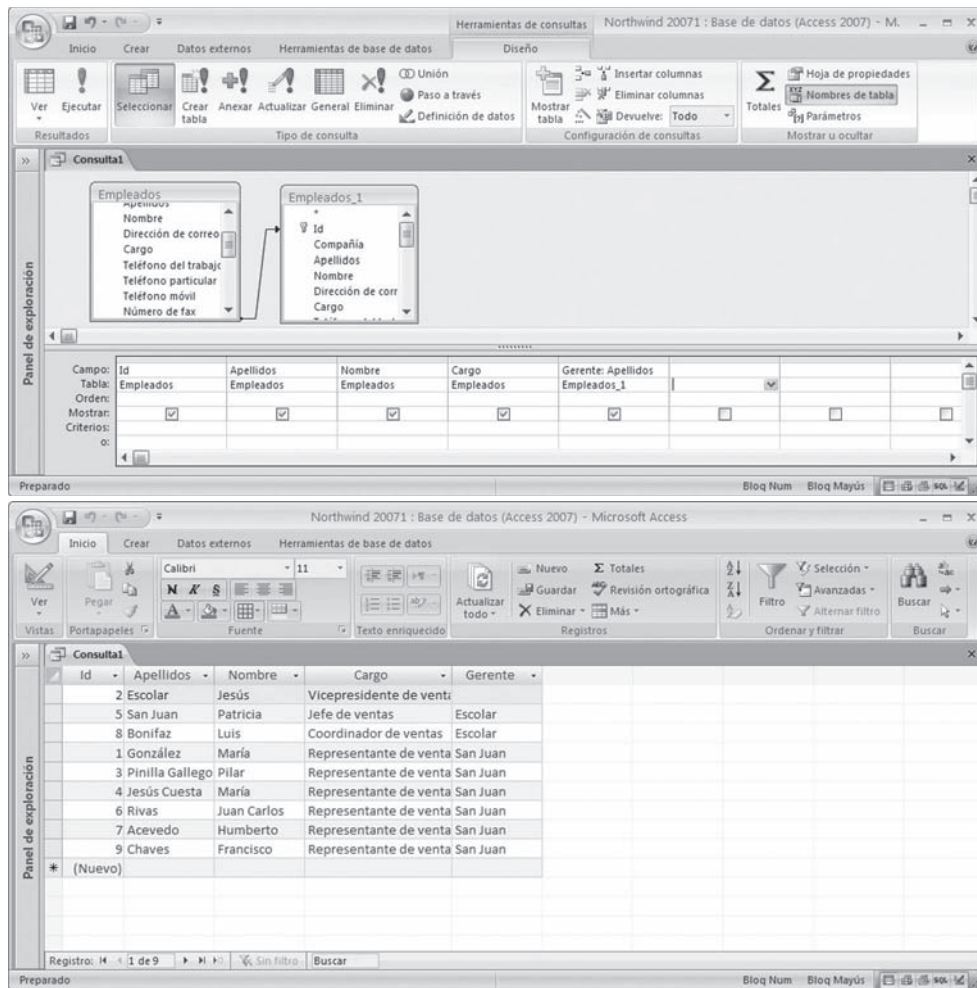 Herramientas de consultas Northwind 20071 : Base de datos (Access 2007) - M.
Inicio Crear Datos externos Herramientas de base de datos Diseño
Ver Ejecutar
Resultados
Seleccionar Crear tabla Anexar Actualizar General Eliminar
Unión
Paso a través
Definición de datos
Tipo de consulta
Mostrar tabla
Insertar columnas
Eliminar columnas
Devuelve: Todo
Configuración de consultas
Totales
Hoja de propiedades
Nombres de tabla
Parámetros
Mostrar u ocultar
Consulta1
Panel de exploración
Empleados
Apellidos
Nombre
Dirección de correo
Cargo
Teléfono del trabajo
Teléfono particular
Teléfono móvil
Número de fax
Empleados_1
*
Id
Compañía
Apellidos
Nombre
Dirección de corr
Cargo
Campo: Id Apellidos Nombre Cargo Gerente: Apellidos
Tabla: Empleados Empleados Empleados Empleados Empleados_1
Orden:
Mostrar:
Criterios:
o:
Preparado Bloq Num Bloq Mayús SQL
Northwind 20071 : Base de datos (Access 2007) - Microsoft Access
Inicio Crear Datos externos Herramientas de base de datos
Ver
Vistas
Pegar
Portapapeles
Calibri 11
N K S
A
Fuente
Texto enriquecido
Actualizar todo
Nuevo
Guardar
Eliminar
Totales
Revisión ortográfica
Más
Registros
Filtro
Selección
Avanzadas
Alternar filtro
Ordenar y filtrar
Buscar
Buscar
Consulta1
Panel de exploración
Id Apellidos Nombre Cargo Gerente
2 Escolar Jesús Vicepresidente de venta
5 San Juan Patricia Jefe de ventas Escolar
8 Bonifaz Luis Coordinador de ventas Escolar
1 González María Representante de venta San Juan
3 Pinilla Gallego Pilar Representante de venta San Juan
4 Jesús Cuesta María Representante de venta San Juan
6 Rivas Juan Carlos Representante de venta San Juan
7 Acevedo Humberto Representante de venta San Juan
9 Chaves Francisco Representante de venta San Juan
* (Nuevo)
Registro: 1 de 9 Sin filtro Buscar
Preparado Bloq Num Bloq Mayús SQL